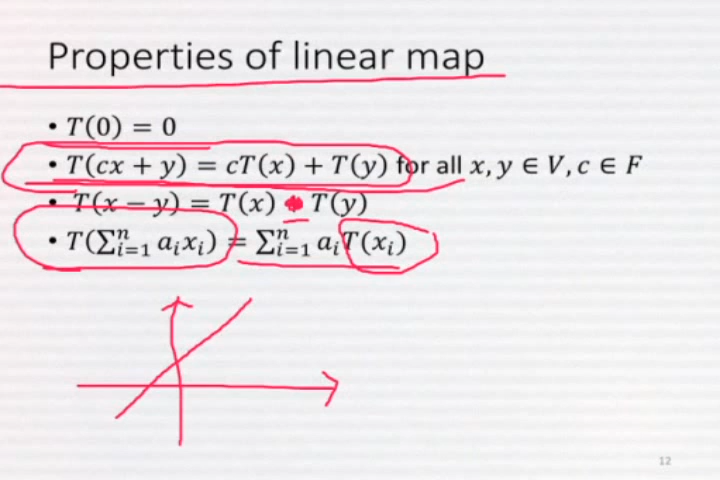 Properties of linear map
• T(0) = 0
• T(cx + y) = cT(x) + T(y) for all x, y ∈ V, c ∈ F
• T(x − y) = T(x) T(y)
• T(∑ⁿᵢ₌₁ aᵢxᵢ) = ∑ⁿᵢ₌₁ aᵢT(xᵢ)
12